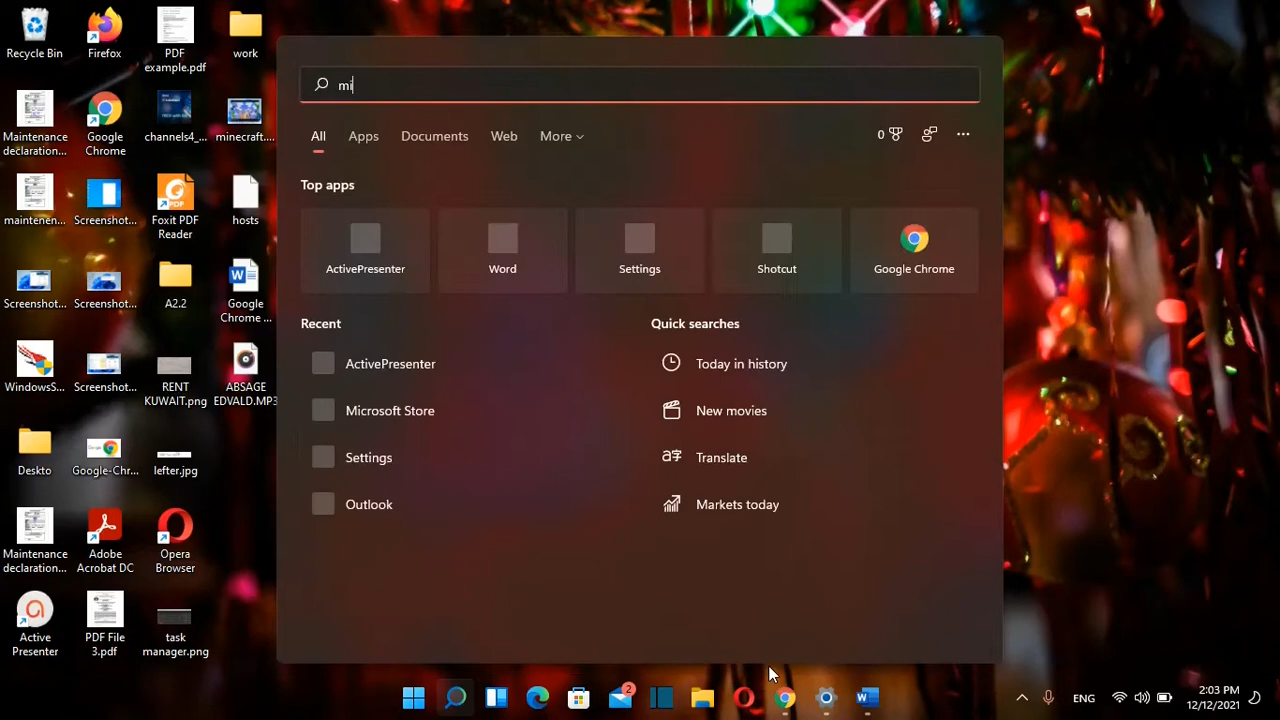 Recycle Bin
Firefox
PDF
example.pdf
work
Maintenance
declaration...
Google
Chrome
channels4_...
minecraft....
maintenen...
Screenshot...
Foxit PDF
Reader
hosts
Screenshot...
Screenshot...
A2.2
Google
Chrome ...
WindowsS...
Screenshot...
RENT
KUWAIT.png
ABSAGE
EDVALD.MP3
Deskto
Google-Chr...
lefter.jpg
Maintenance
declaration...
Adobe
Acrobat DC
Opera
Browser
Active
Presenter
PDF File
3.pdf
task
manager.png
mi
All
Apps
Documents
Web
More
0
Top apps
ActivePresenter
Word
Settings
Shotcut
Google Chrome
Recent
Quick searches
ActivePresenter
Today in history
Microsoft Store
New movies
Settings
Translate
Outlook
Markets today
2
ENG
2:03 PM
12/12/2021